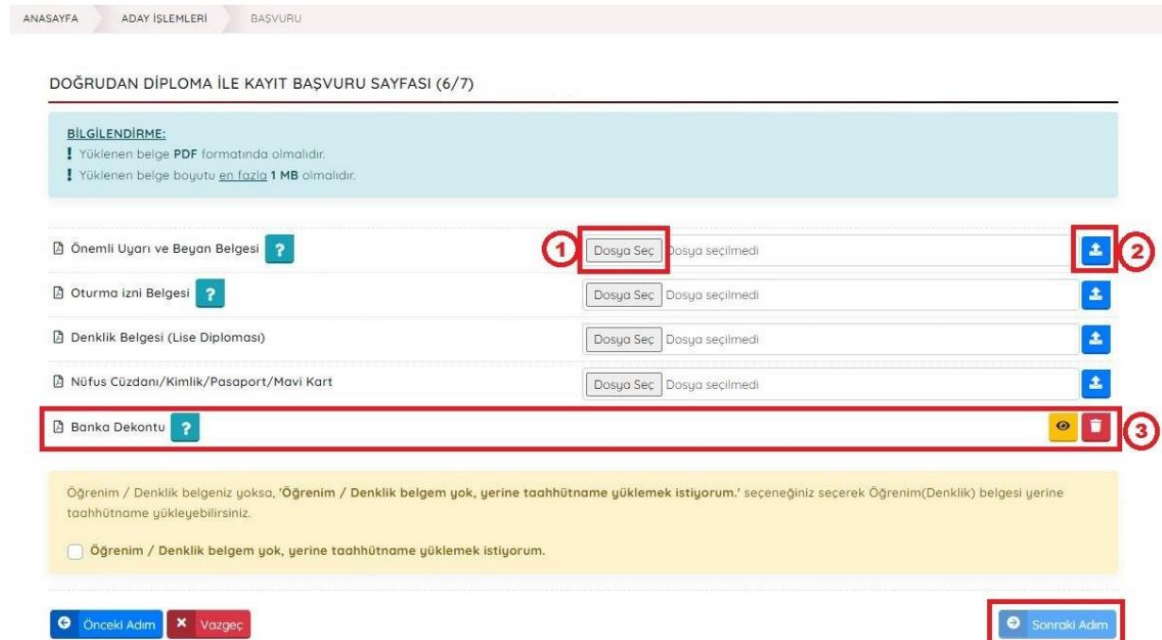 ANASAYFA ADAY İŞLEMLERİ BAŞVURU
DOĞRUDAN DİPLOMA İLE KAYIT BAŞVURU SAYFASI (6/7)
BİLGİLENDİRME:
! Yüklenen belge PDF formatında olmalıdır.
! Yüklenen belge boyutu en fazla 1 MB olmalıdır.
Önemli Uyarı ve Beyan Belgesi ? 1 Dosya Seç Dosya seçilmedi 2
Oturma izni Belgesi ? Dosya Seç Dosya seçilmedi
Denklik Belgesi (Lise Diploması) Dosya Seç Dosya seçilmedi
Nüfus Cüzdanı/Kimlik/Pasaport/Mavi Kart Dosya Seç Dosya seçilmedi
Banka Dekontu ? 3
Öğrenim / Denklik belgeniz yoksa, 'Öğrenim / Denklik belgem yok, yerine taahhütname yüklemek istiyorum.' seçeneğiniz seçerek Öğrenim(Denklik) belgesi yerine
taahhütname yükleyebilirsiniz.
Öğrenim / Denklik belgem yok, yerine taahhütname yüklemek istiyorum.
Önceki Adım Vazgeç Sonraki Adım